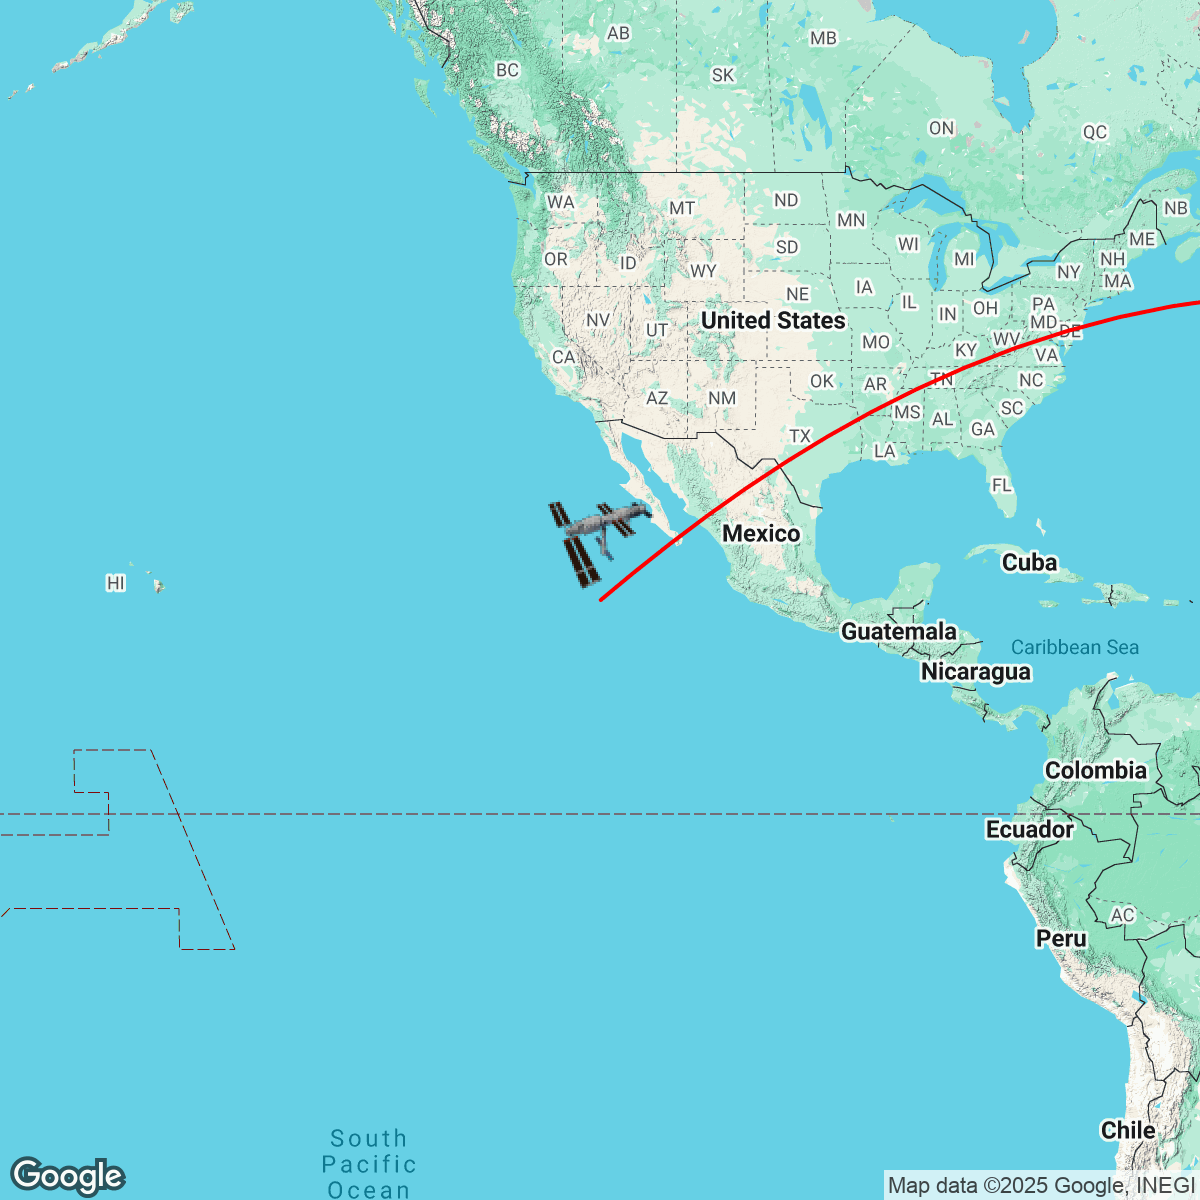 AB
MB
BC
SK
ON
QC
WA
MT
ND
MN
NB
OR
ID
WY
SD
WI
MI
ME
NH
NY
MA
NE
IA
IL
IN
OH
PA
NV
UT
United States
MO
KY
WV
MD
DE
VA
CA
AZ
NM
OK
AR
TN
NC
MS
AL
SC
GA
TX
LA
FL
Mexico
HI
Cuba
Guatemala
Caribbean Sea
Nicaragua
Colombia
Ecuador
AC
Peru
Chile
South
Pacific
Ocean
Google
Map data ©2025 Google, INEGI